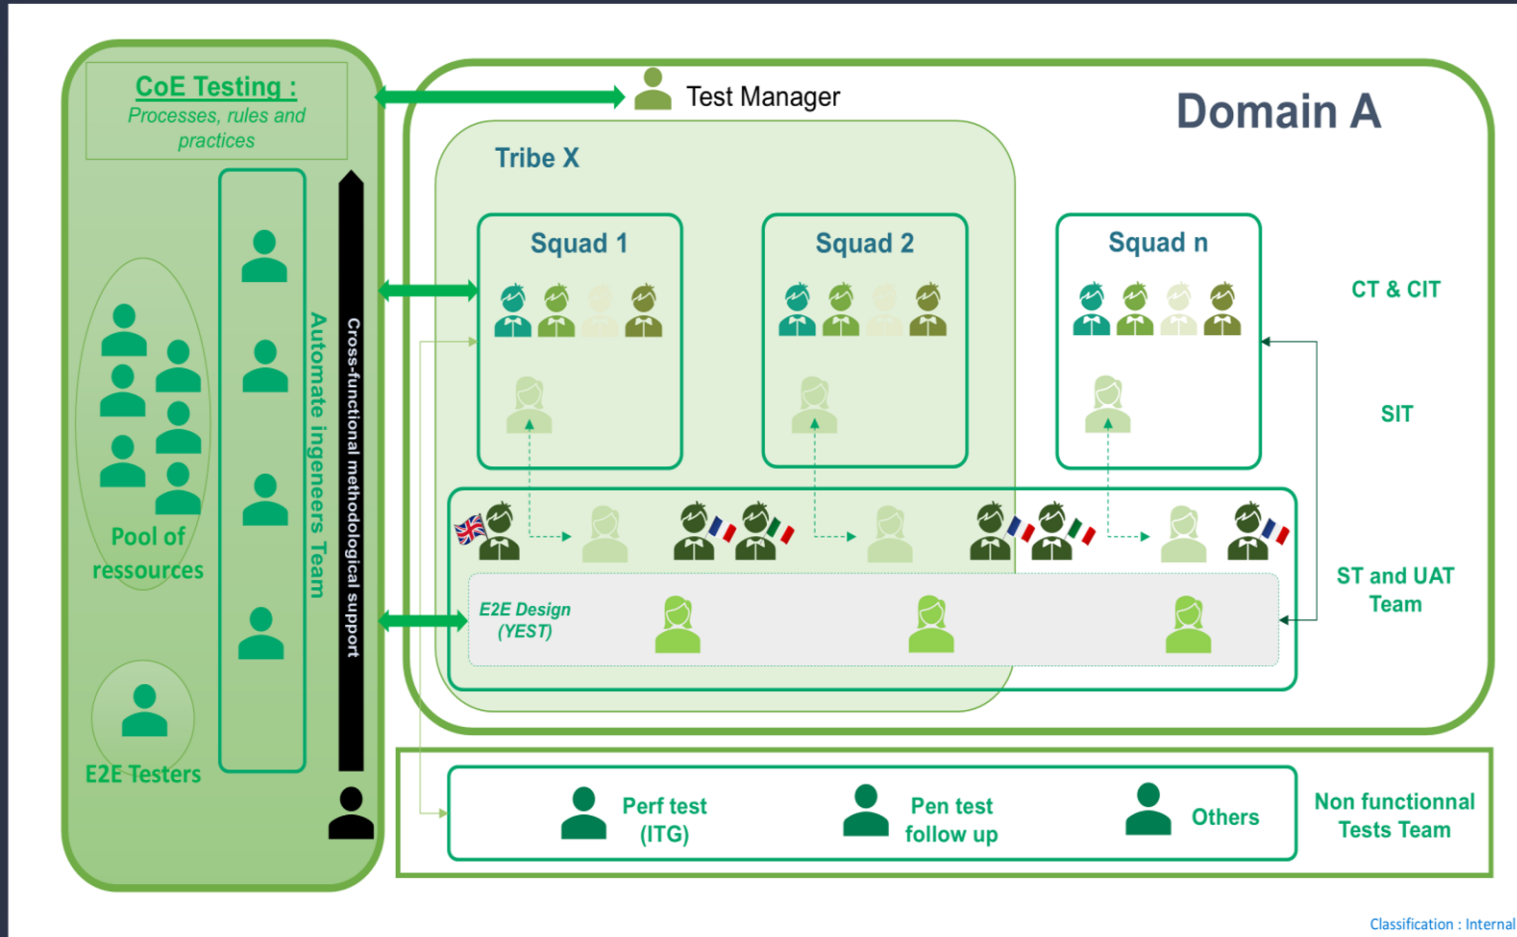 CoE Testing :
Processes, rules and
practices
Test Manager
Domain A
Tribe X
Squad 1
Squad 2
Squad n
CT & CIT
SIT
ST and UAT
Team
Automate ingeneers Team
Cross-functional methodological support
Pool of
ressources
E2E Testers
E2E Design
(YEST)
Perf test
(ITG)
Pen test
follow up
Others
Non functionnal
Tests Team
Classification : Internal